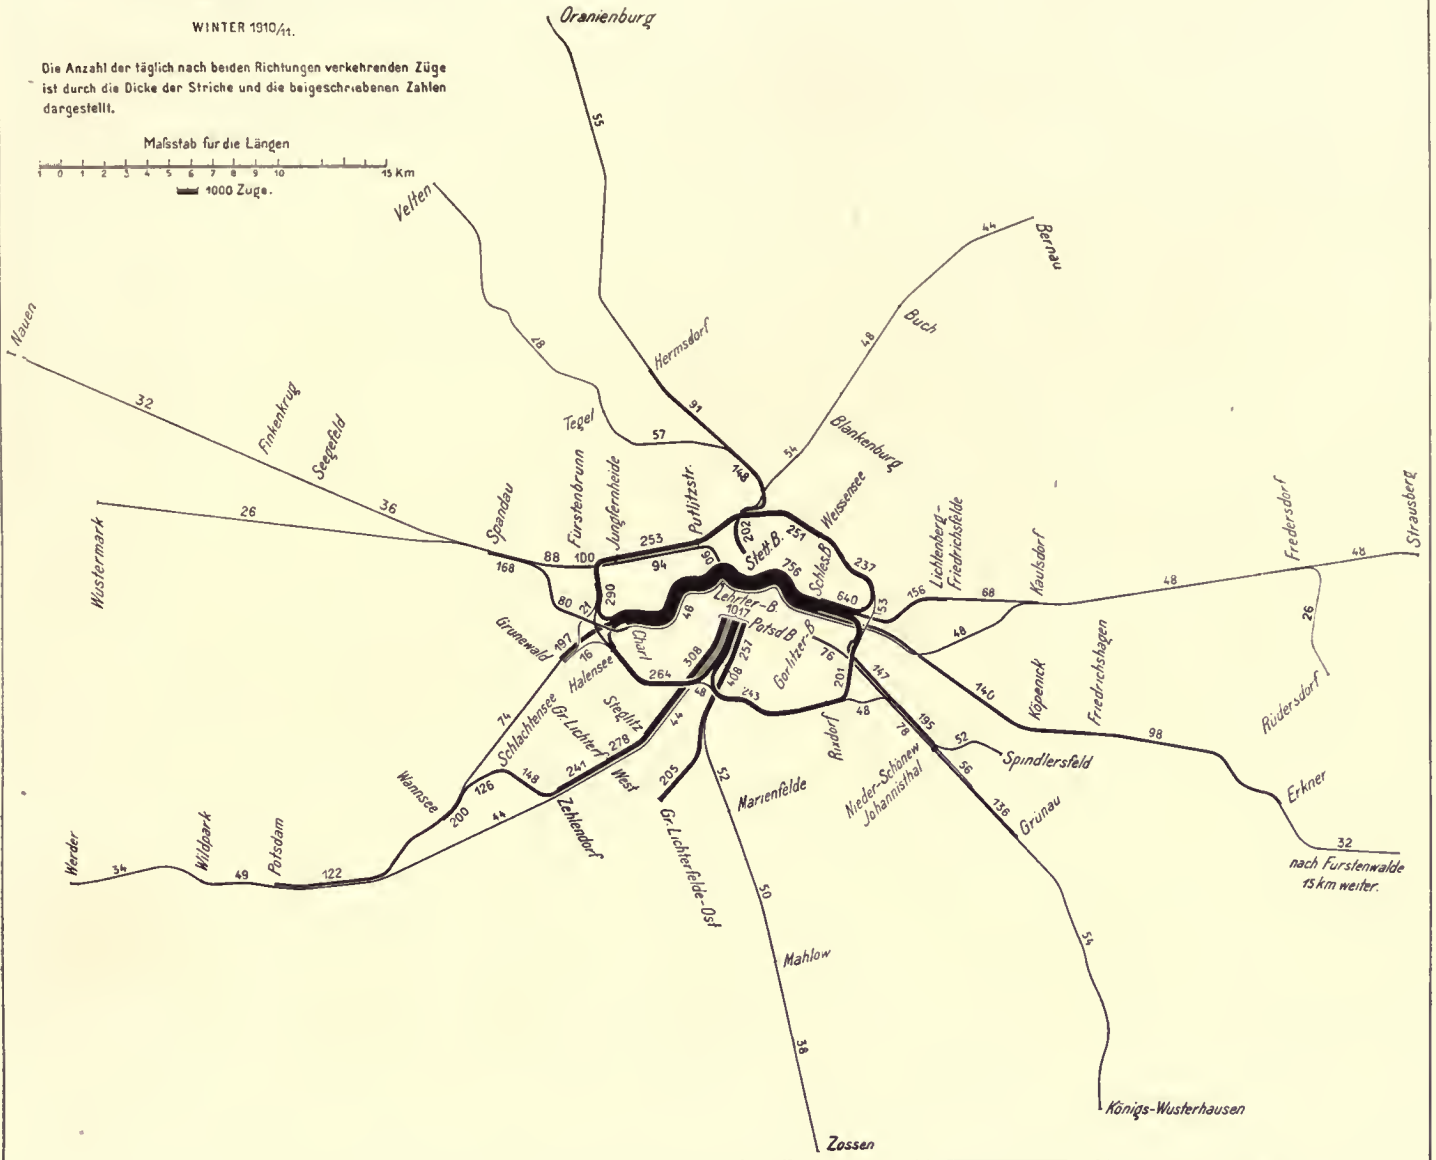 WINTER 1910/11.
Die Anzahl der täglich nach beiden Richtungen verkehrenden Züge
ist durch die Dicke der Striche und die beigeschriebenen Zahlen
dargestellt.
Maſsstab für die Längen
1 0 1 2 3 4 5 6 7 8 9 10 15 Km
1000 Züge.
Oranienburg
55
Velten
28
44
Bernau
Buch
48
Nauen
32
Finkenkrug
Seegefeld
36
Hermsdorf
91
Tegel
57
148
54
Blankenburg
Wustermark
26
Spandau
168
88
100
Furstenbrunn
Jungfernheide
253
94
Putlitzstr.
90
202
Stett.B.
251
Weissensee
237
756
Schles.B
640
53
156
Lichtenberg-
Friedrichsfelde
68
Kaulsdorf
48
48
Fredersdorf
48
Strausberg
26
Rüdersdorf
80
290
Grunewald
197
16
Halensee
Charl
48
Lehrter-B.
1017
Potsd B
308
257
408
264
48
243
Gorlitzer-B
76
201
147
Rixdorf
48
78
195
52
Spindlersfeld
Nieder-Schönew
Johannisthal
56
136
Grünau
140
Köpenick
Friedrichshagen
98
Erkner
32
nach Furstenwalde
15 km weiter.
74
Schlachtensee
Gr. Lichterf
West
Steglitz
278
44
241
148
126
Wannsee
200
44
Zehlendorf
205
Gr. Lichterfelde-Ost
52
Marienfelde
50
Mahlow
38
Zossen
54
Königs-Wusterhausen
Werder
34
Wildpark
49
Potsdam
122